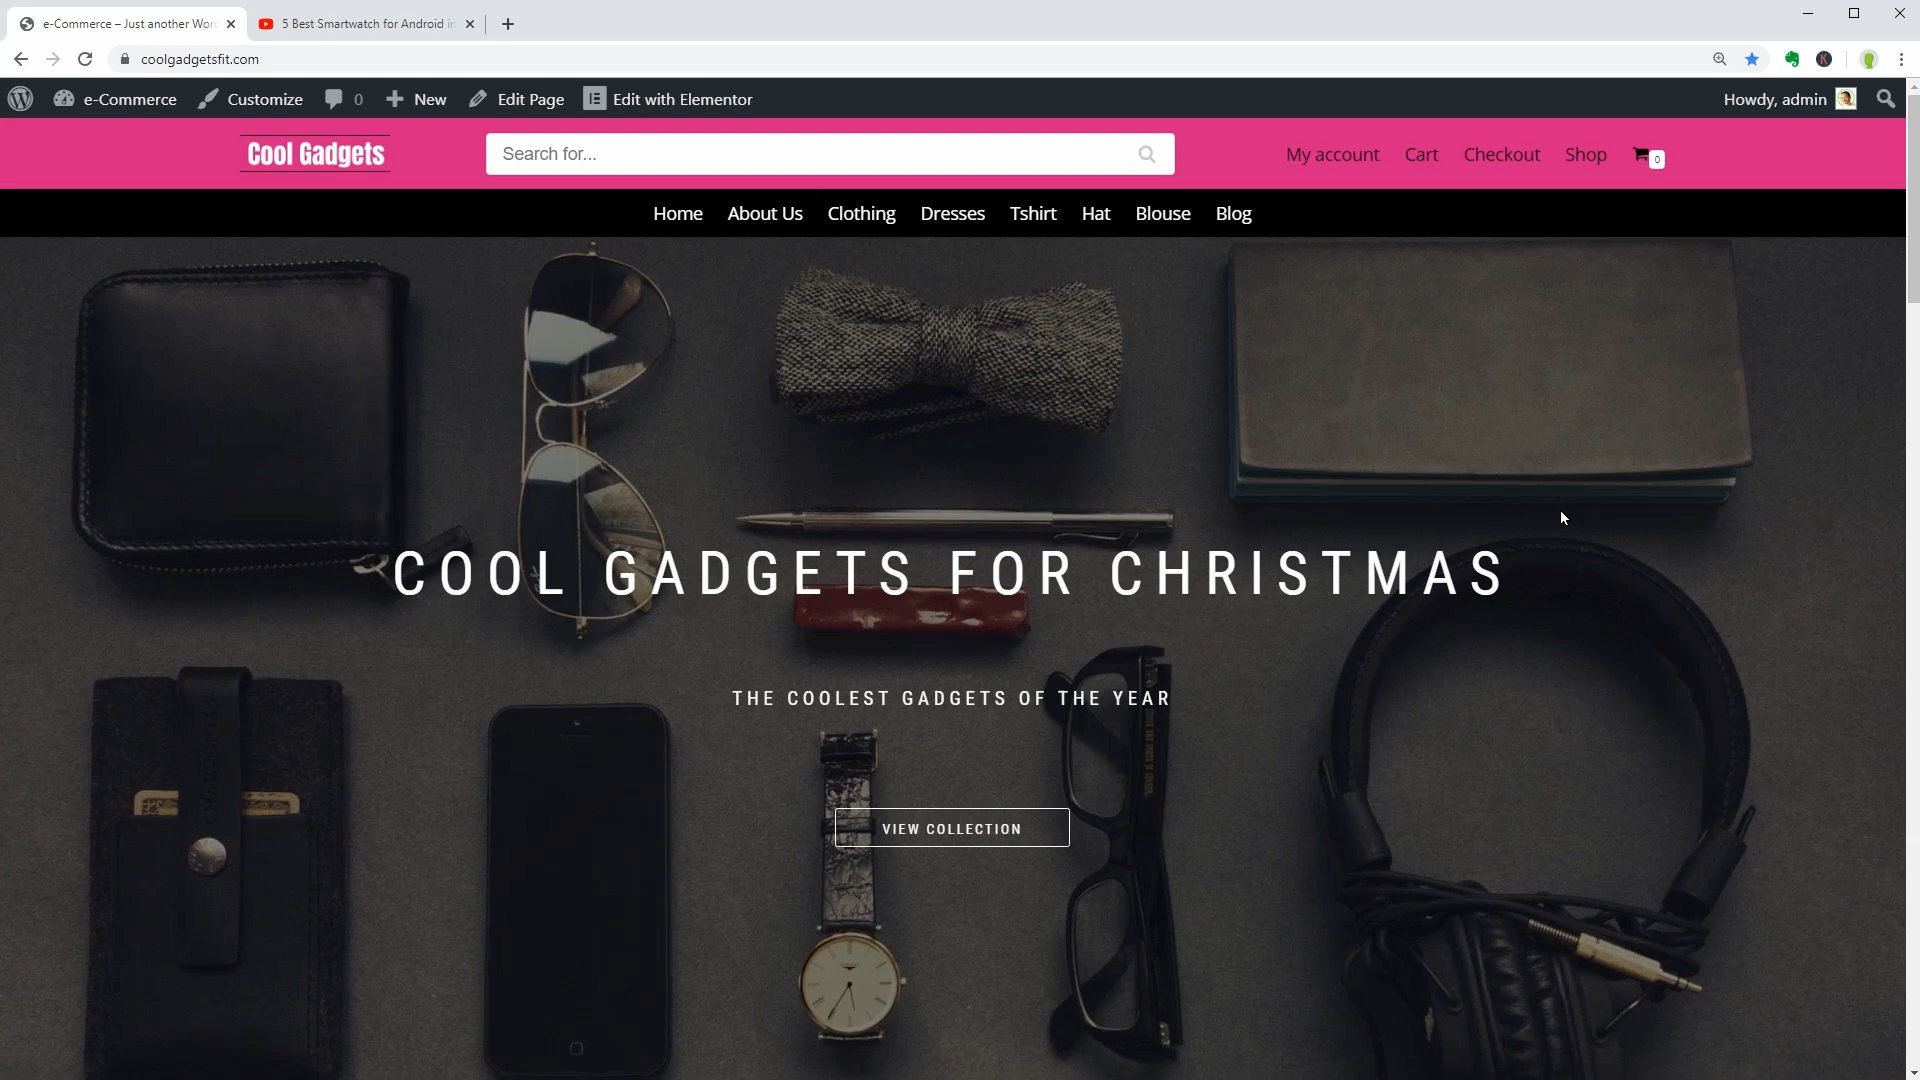 e-Commerce – Just another Wor
5 Best Smartwatch for Android in
coolgadgetsfit.com
e-Commerce Customize 0 New Edit Page Edit with Elementor Howdy, admin
Cool Gadgets Search for... My account Cart Checkout Shop 0
Home About Us Clothing Dresses Tshirt Hat Blouse Blog
COOL GADGETS FOR CHRISTMAS
THE COOLEST GADGETS OF THE YEAR
VIEW COLLECTION